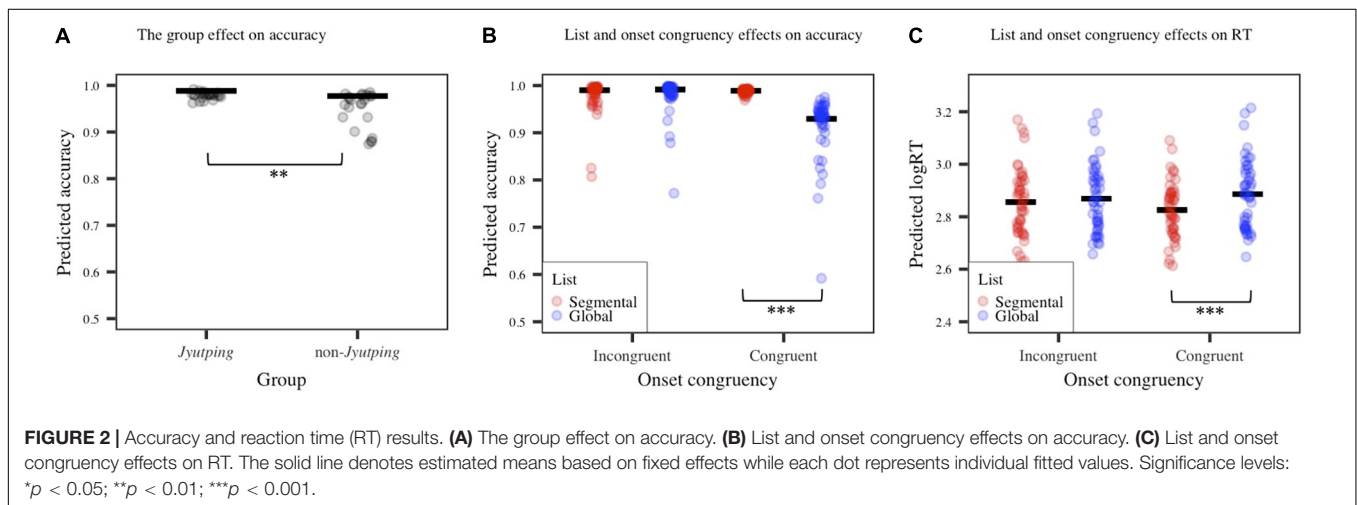 A The group effect on accuracy
Predicted accuracy
1.0
0.9
0.8
0.7
0.6
0.5
**
Jyutping non-Jyutping
Group
B List and onset congruency effects on accuracy
Predicted accuracy
1.0
0.9
0.8
0.7
0.6
0.5
List
Segmental
Global
***
Incongruent Congruent
Onset congruency
C List and onset congruency effects on RT
Predicted logRT
3.2
3.0
2.8
2.6
2.4
List
Segmental
Global
***
Incongruent Congruent
Onset congruency
FIGURE 2 | Accuracy and reaction time (RT) results. (A) The group effect on accuracy. (B) List and onset congruency effects on accuracy. (C) List and onset
congruency effects on RT. The solid line denotes estimated means based on fixed effects while each dot represents individual fitted values. Significance levels:
*p < 0.05; **p < 0.01; ***p < 0.001.